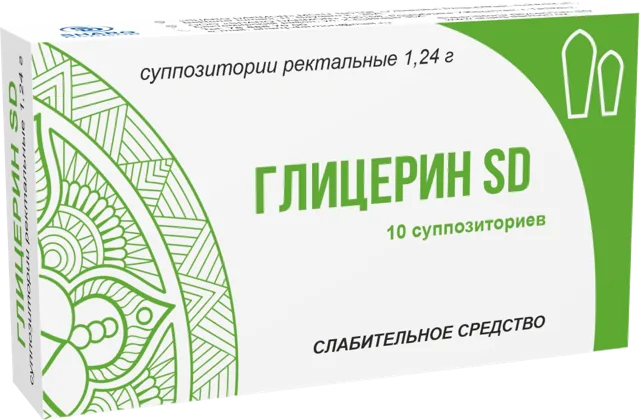 суппозитории ректальные 1,24 г
ГЛИЦЕРИН SD
10 суппозиториев
СЛАБИТЕЛЬНОЕ СРЕДСТВО
ГЛИЦЕРИН SD
суппозитории ректальные 1,24 г